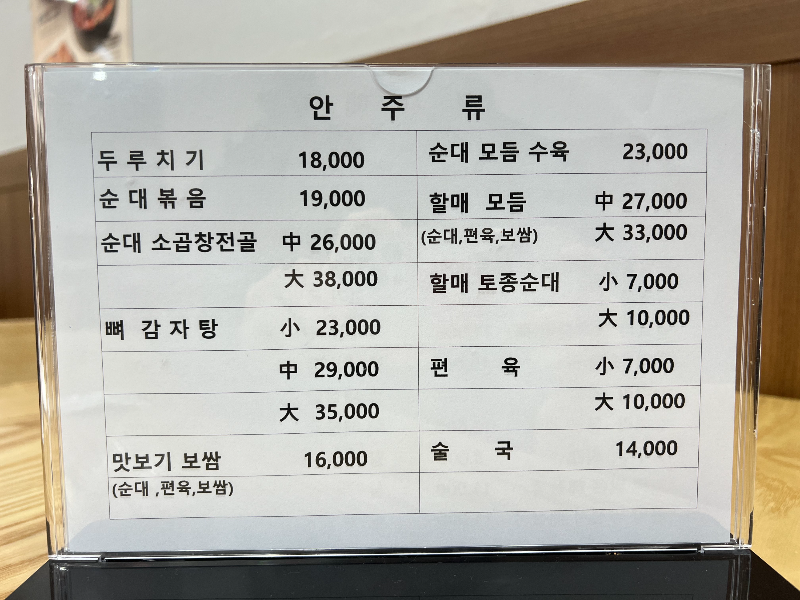 안 주 류
두 루 치 기 18,000
순 대 볶 음 19,000
순대 소곱창전골 中 26,000
大 38,000
뼈 감 자 탕 小 23,000
中 29,000
大 35,000
맛보기 보쌈 16,000
(순대 ,편육,보쌈)
순대 모듬 수육 23,000
할매 모듬 中 27,000
(순대,편육,보쌈) 大 33,000
할매 토종순대 小 7,000
大 10,000
편 육 小 7,000
大 10,000
술 국 14,000